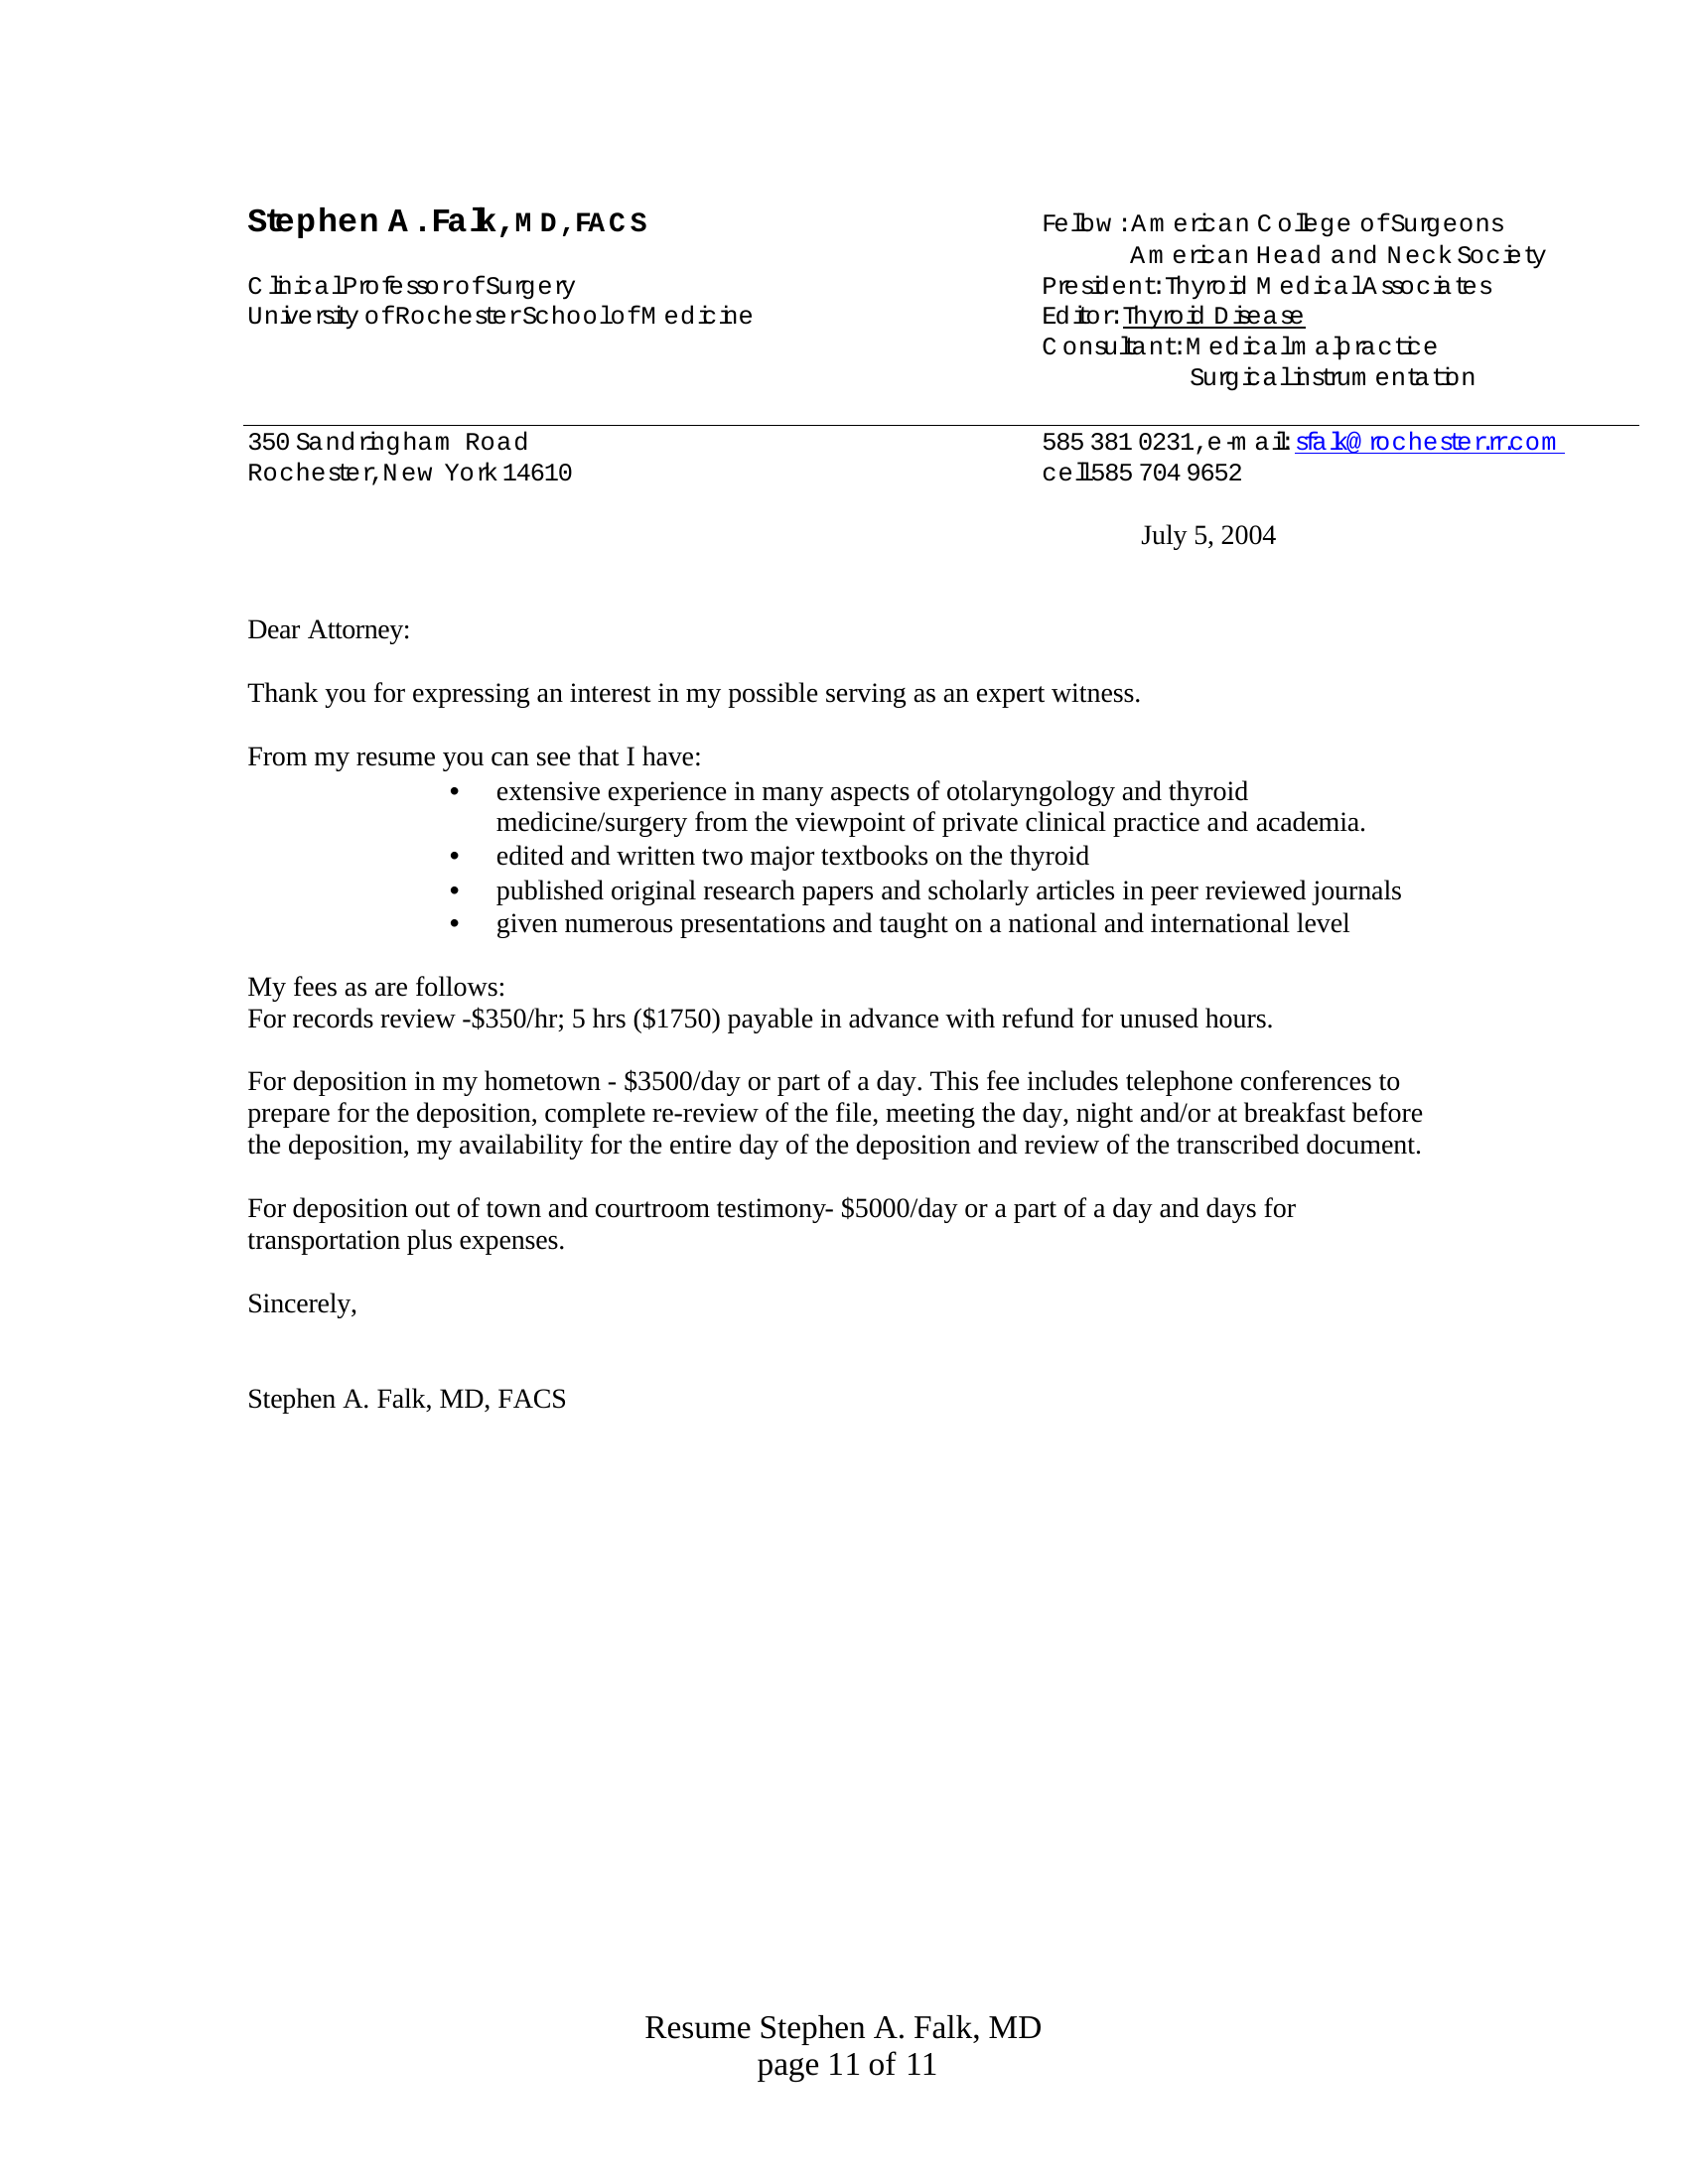 Stephen A. Falk, MD, FACS
Clinical Professor of Surgery
University of Rochester School of Medicine
Fellow: American College of Surgeons
American Head and Neck Society
President: Thyroid Medical Associates
Editor: Thyroid Disease
Consultant: Medical malpractice
Surgical instrumentation
350 Sandringham Road
Rochester, New York 14610
585 381 0231, e-mail: sfalk@rochester.rr.com
cell 585 704 9652
July 5, 2004
Dear Attorney:
Thank you for expressing an interest in my possible serving as an expert witness.
From my resume you can see that I have:
• extensive experience in many aspects of otolaryngology and thyroid
medicine/surgery from the viewpoint of private clinical practice and academia.
• edited and written two major textbooks on the thyroid
• published original research papers and scholarly articles in peer reviewed journals
• given numerous presentations and taught on a national and international level
My fees as are follows:
For records review -$350/hr; 5 hrs ($1750) payable in advance with refund for unused hours.
For deposition in my hometown - $3500/day or part of a day. This fee includes telephone conferences to
prepare for the deposition, complete re-review of the file, meeting the day, night and/or at breakfast before
the deposition, my availability for the entire day of the deposition and review of the transcribed document.
For deposition out of town and courtroom testimony- $5000/day or a part of a day and days for
transportation plus expenses.
Sincerely,
Stephen A. Falk, MD, FACS
Resume Stephen A. Falk, MD
page 11 of 11